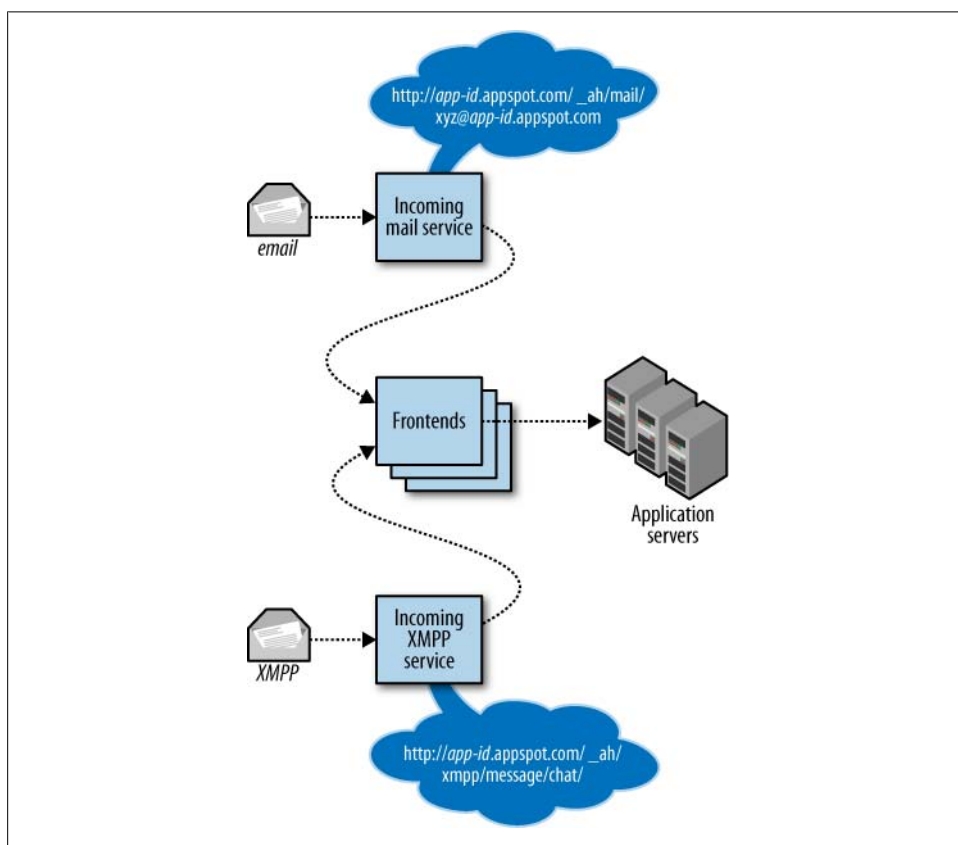 http://app-id.appspot.com/ _ah/mail/
xyz@app-id.appspot.com
email
Incoming
mail service
Frontends
Application
servers
XMPP
Incoming
XMPP
service
http://app-id.appspot.com/ _ah/
xmpp/message/chat/